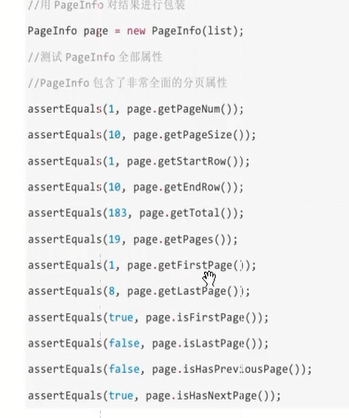 //用 PageInfo 对结果进行包装
PageInfo page = new PageInfo(list);
//测试 PageInfo 全部属性
//PageInfo 包含了非常全面的分页属性
assertEquals(1, page.getPageNum());
assertEquals(10, page.getPageSize());
assertEquals(1, page.getStartRow());
assertEquals(10, page.getEndRow());
assertEquals(183, page.getTotal());
assertEquals(19, page.getPages());
assertEquals(1, page.getFirstPage());
assertEquals(8, page.getLastPage());
assertEquals(true, page.isFirstPage());
assertEquals(false, page.isLastPage());
assertEquals(false, page.isHasPreviousPage());
assertEquals(true, page.isHasNextPage());